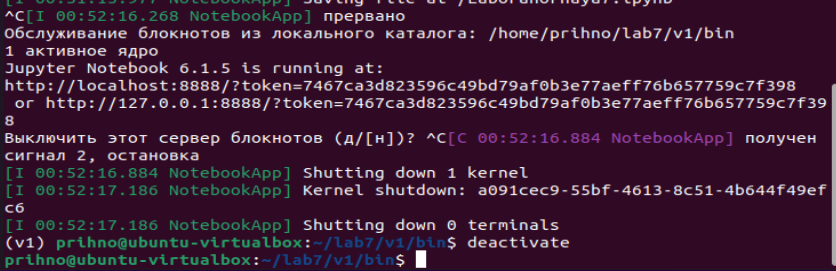 [I 00:51:15.977 NotebookApp] Saving file at /Laboratornaya7.ipynb
^C[I 00:52:16.268 NotebookApp] прервано
Обслуживание блокнотов из локального каталога: /home/prihno/lab7/v1/bin
1 активное ядро
Jupyter Notebook 6.1.5 is running at:
http://localhost:8888/?token=7467ca3d823596c49bd79af0b3e77aeff76b657759c7f398
 or http://127.0.0.1:8888/?token=7467ca3d823596c49bd79af0b3e77aeff76b657759c7f39
8
Выключить этот сервер блокнотов (д/[н])? ^C[C 00:52:16.884 NotebookApp] получен
сигнал 2, остановка
[I 00:52:16.884 NotebookApp] Shutting down 1 kernel
[I 00:52:17.186 NotebookApp] Kernel shutdown: a091cec9-55bf-4613-8c51-4b644f49ef
c6
[I 00:52:17.186 NotebookApp] Shutting down 0 terminals
(v1) prihno@ubuntu-virtualbox:~/lab7/v1/bin$ deactivate
prihno@ubuntu-virtualbox:~/lab7/v1/bin$